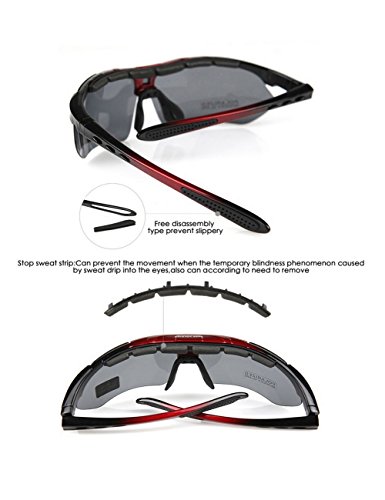 Free disassembly
type prevent slippery
Stop sweat strip:Can prevent the movement when the temporary blindness phenomenon caused
by sweat drip into the eyes,also can according to need to remove